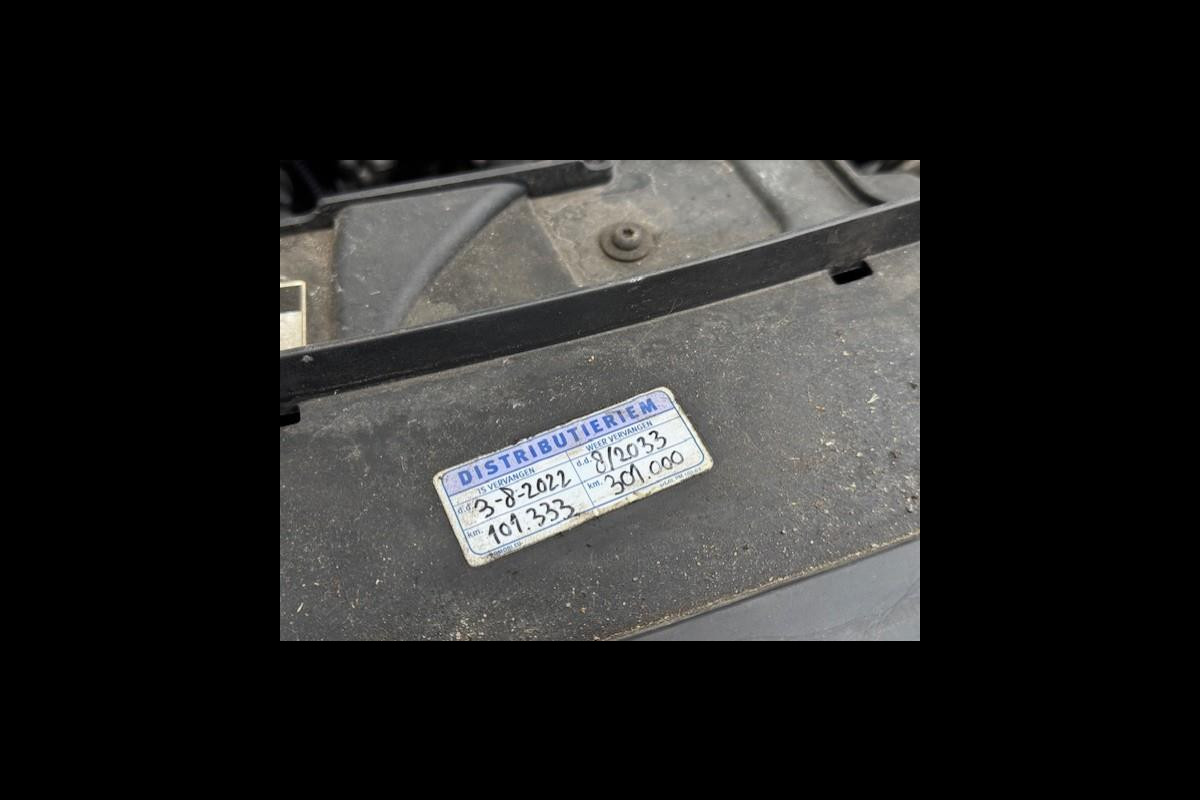 DISTRIBUTIERIEM
IS VERVANGEN
d.d. 3-8-2022
km. 101.333
WEER VERVANGEN
d.d. 8/2033
km. 301.000